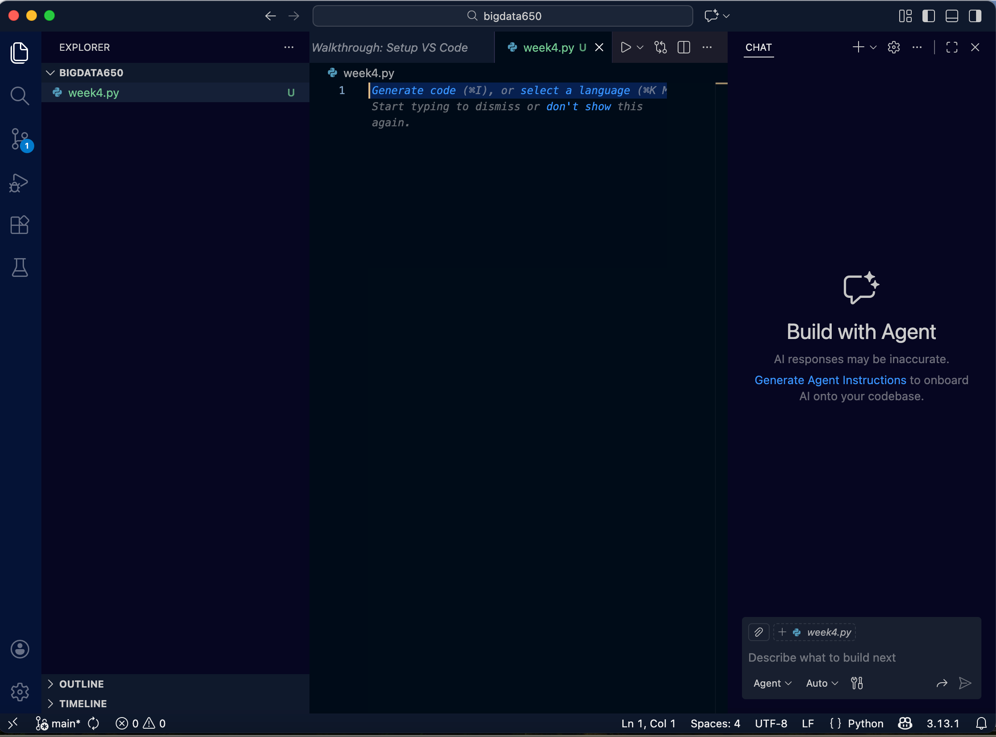 bigdata650
EXPLORER
BIGDATA650
week4.py U
1
OUTLINE
TIMELINE
Walkthrough: Setup VS Code
week4.py U
week4.py
1
Generate code (⌘I), or select a language (⌘K M
Start typing to dismiss or don't show this
again.
CHAT
Build with Agent
AI responses may be inaccurate.
Generate Agent Instructions to onboard
AI onto your codebase.
week4.py
Describe what to build next
Agent Auto
main* 0 0
Ln 1, Col 1 Spaces: 4 UTF-8 LF { } Python 3.13.1